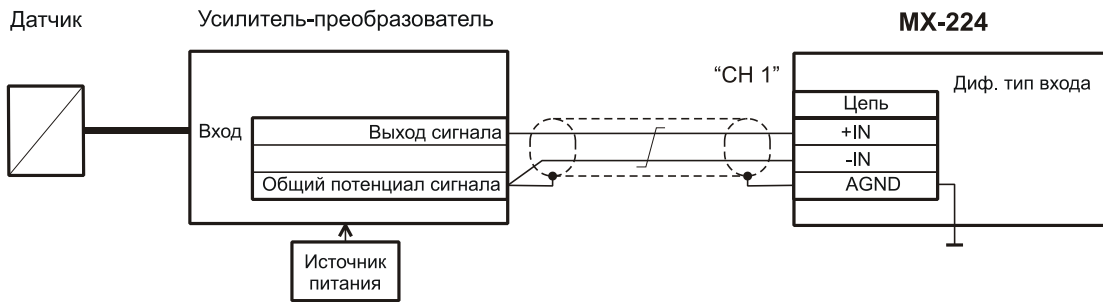 Датчик
Усилитель-преобразователь
MX-224
“CH 1”
Диф. тип входа
Цепь
Вход
Выход сигнала
+IN
-IN
Общий потенциал сигнала
AGND
Источник
питания